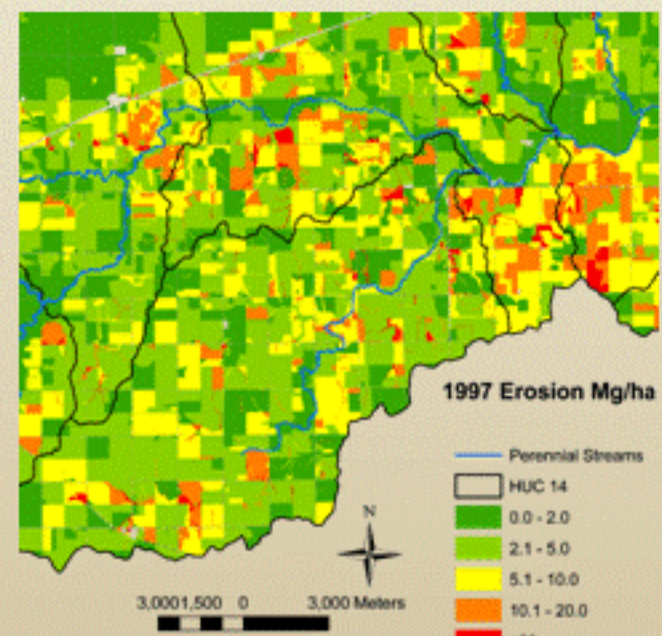 1997 Erosion Mg/ha
Perennial Streams
HUC 14
0.0 - 2.0
2.1 - 5.0
5.1 - 10.0
10.1 - 20.0
N
3,0001,500 0 3,000 Meters